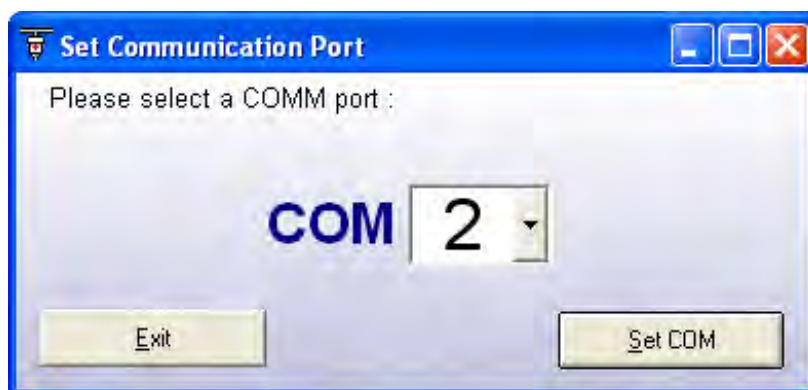 Set Communication Port
Please select a COMM port :
COM 2
Exit Set COM